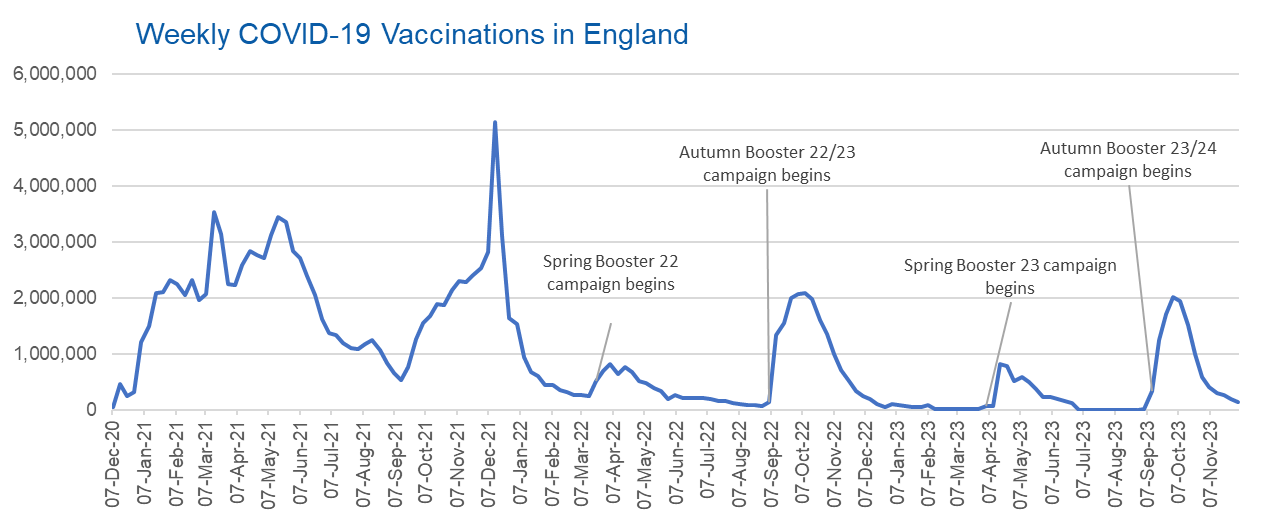 Weekly COVID-19 Vaccinations in England
6,000,000
5,000,000
4,000,000
3,000,000
2,000,000
1,000,000
0
Autumn Booster 22/23
campaign begins
Autumn Booster 23/24
campaign begins
Spring Booster 22
campaign begins
Spring Booster 23 campaign
begins
07-Dec-20
07-Jan-21
07-Feb-21
07-Mar-21
07-Apr-21
07-May-21
07-Jun-21
07-Jul-21
07-Aug-21
07-Sep-21
07-Oct-21
07-Nov-21
07-Dec-21
07-Jan-22
07-Feb-22
07-Mar-22
07-Apr-22
07-May-22
07-Jun-22
07-Jul-22
07-Aug-22
07-Sep-22
07-Oct-22
07-Nov-22
07-Dec-22
07-Jan-23
07-Feb-23
07-Mar-23
07-Apr-23
07-May-23
07-Jun-23
07-Jul-23
07-Aug-23
07-Sep-23
07-Oct-23
07-Nov-23